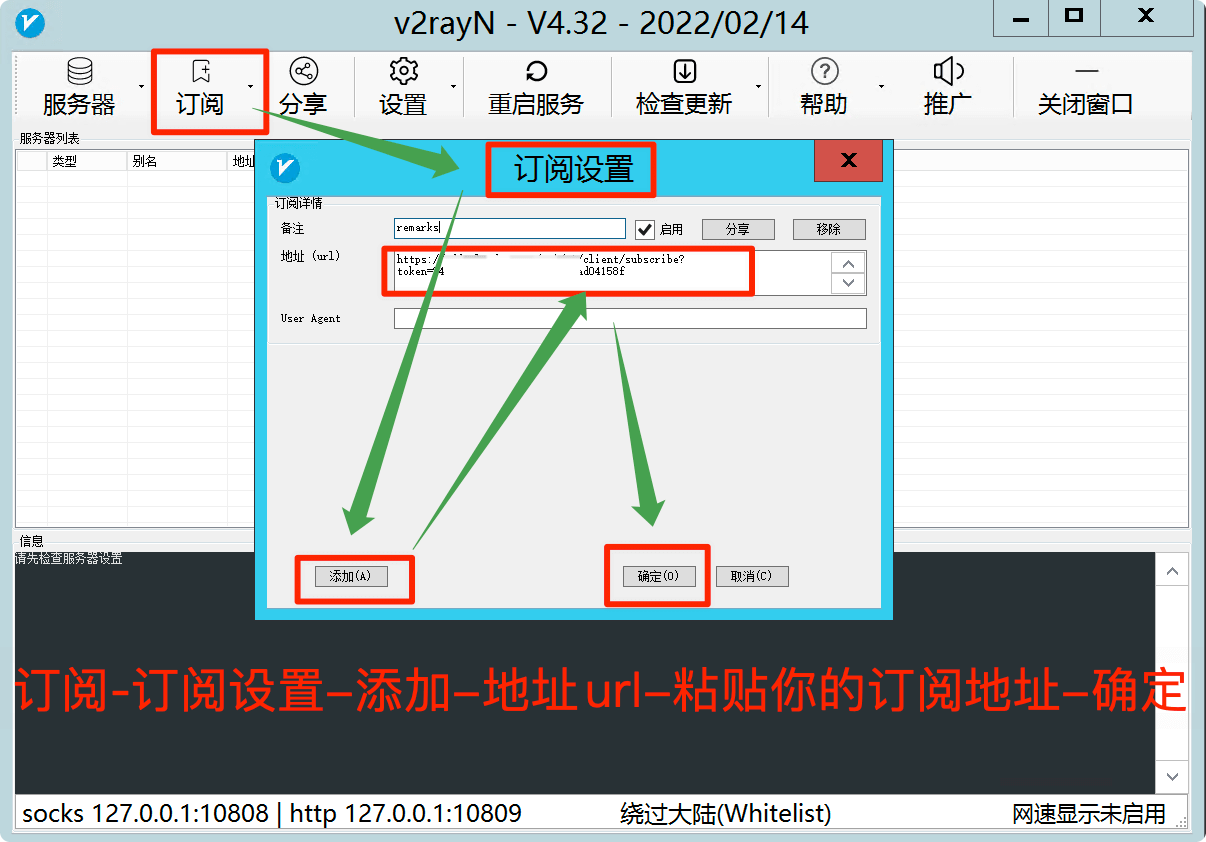 v2rayN - V4.32 - 2022/02/14
服务器 订阅 分享 设置 重启服务 检查更新 帮助 推广 关闭窗口
服务器列表
类型 别名 地址
订阅设置
订阅详情
备注 remarks 启用 分享 移除
地址 (url) https:/ /client/subscribe?
token= d04158f
User Agent
添加(A) 确定(O) 取消(C)
信息
请先检查服务器设置
订阅-订阅设置–添加–地址url–粘贴你的订阅地址–确定
socks 127.0.0.1:10808 | http 127.0.0.1:10809 绕过大陆(Whitelist) 网速显示未启用